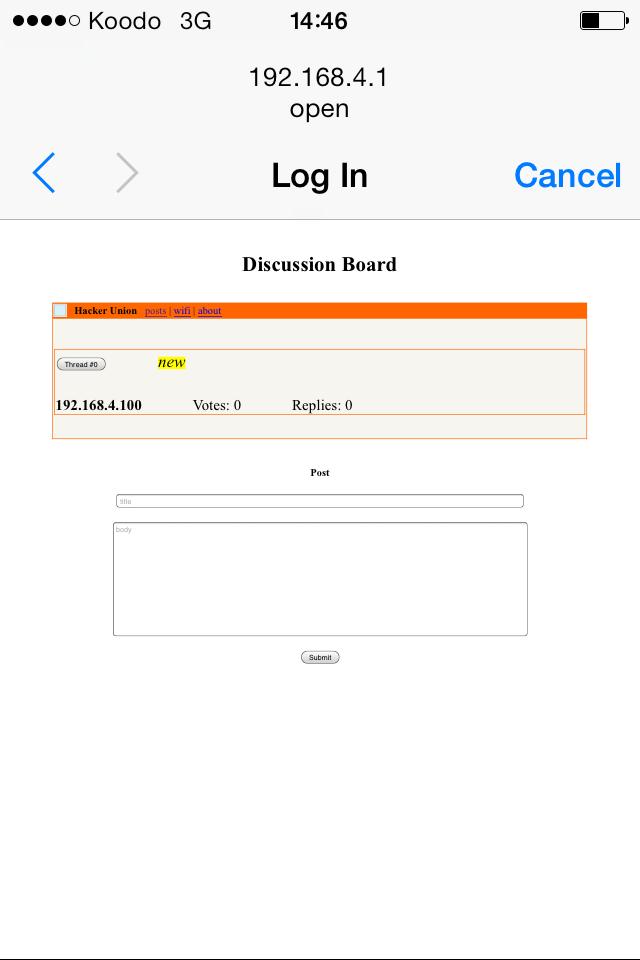 Koodo 3G 14:46
192.168.4.1
open
Log In Cancel
Discussion Board
Hacker Union posts | wifi | about
Thread #0 new
192.168.4.100 Votes: 0 Replies: 0
Post
title
body
Submit